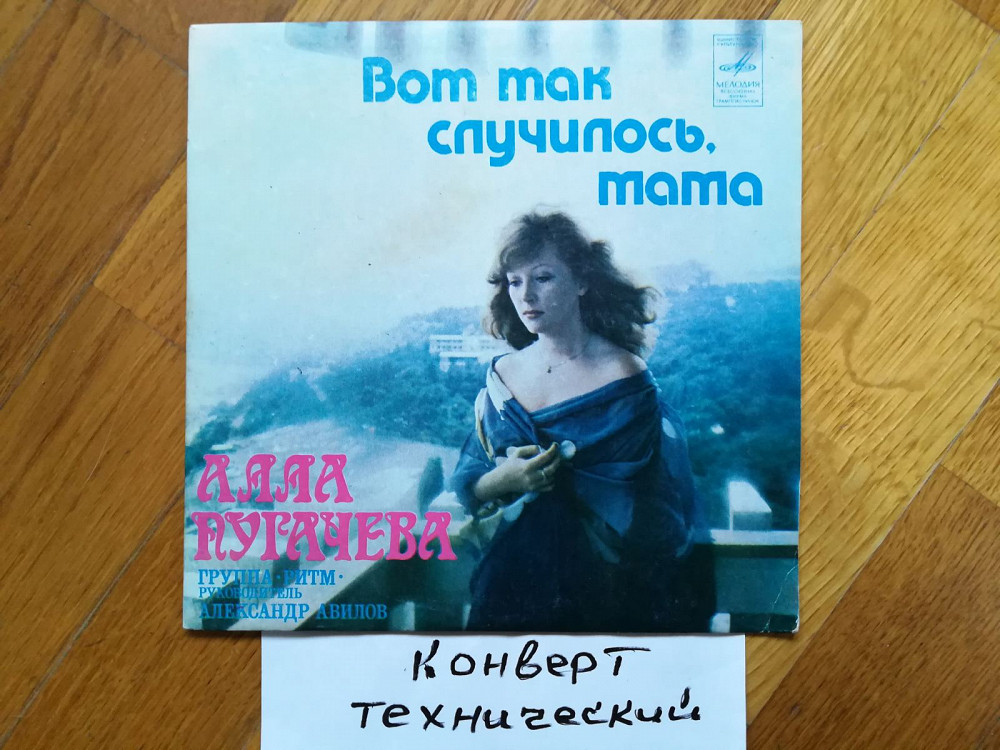 Вот так
случилось,
мама
МЕЛОДИЯ
АЛЛА
ПУГАЧЕВА
ГРУППА «РИТМ»
РУКОВОДИТЕЛЬ
АЛЕКСАНДР АВИЛОВ
Конверт
технический